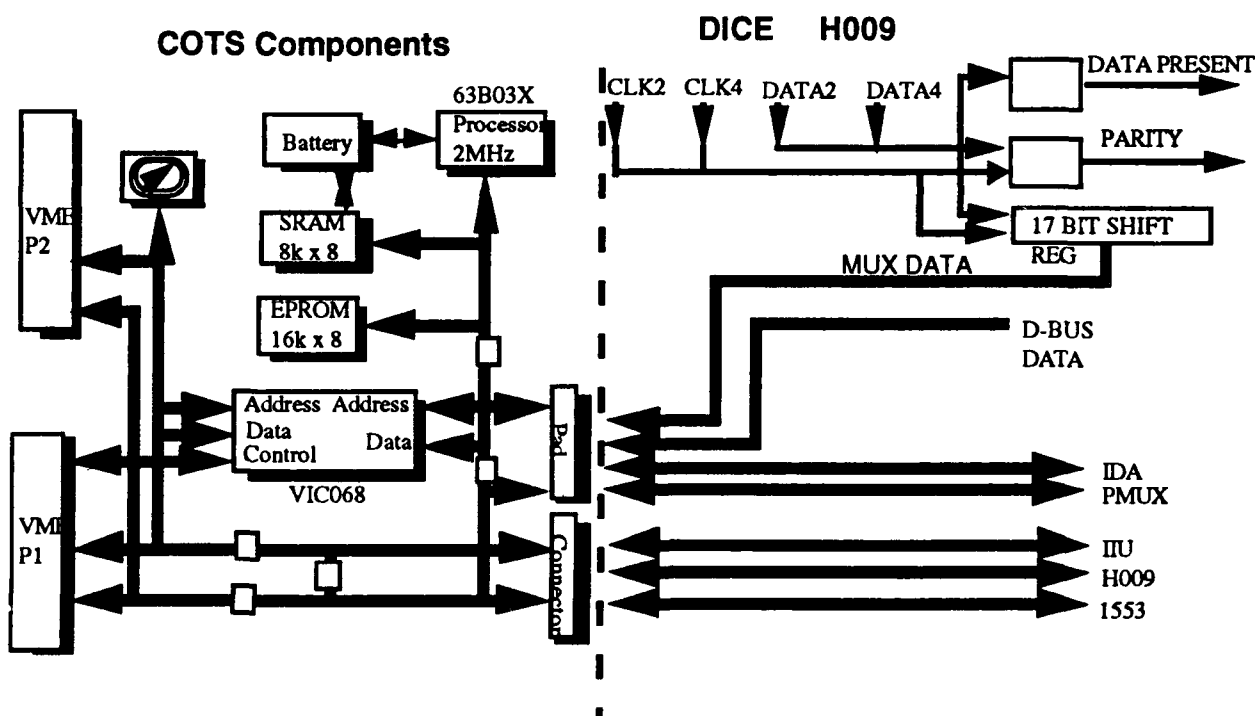 COTS Components
DICE H009
63B03X
Processor
2MHz
Battery
SRAM
8k x 8
EPROM
16k x 8
VME
P2
VME
P1
Address Address
Data
Data
Control
VIC068
Pad
Connector
CLK2 CLK4 DATA2 DATA4
DATA PRESENT
PARITY
17 BIT SHIFT
REG
MUX DATA
D-BUS
DATA
IDA
PMUX
IIU
H009
1553